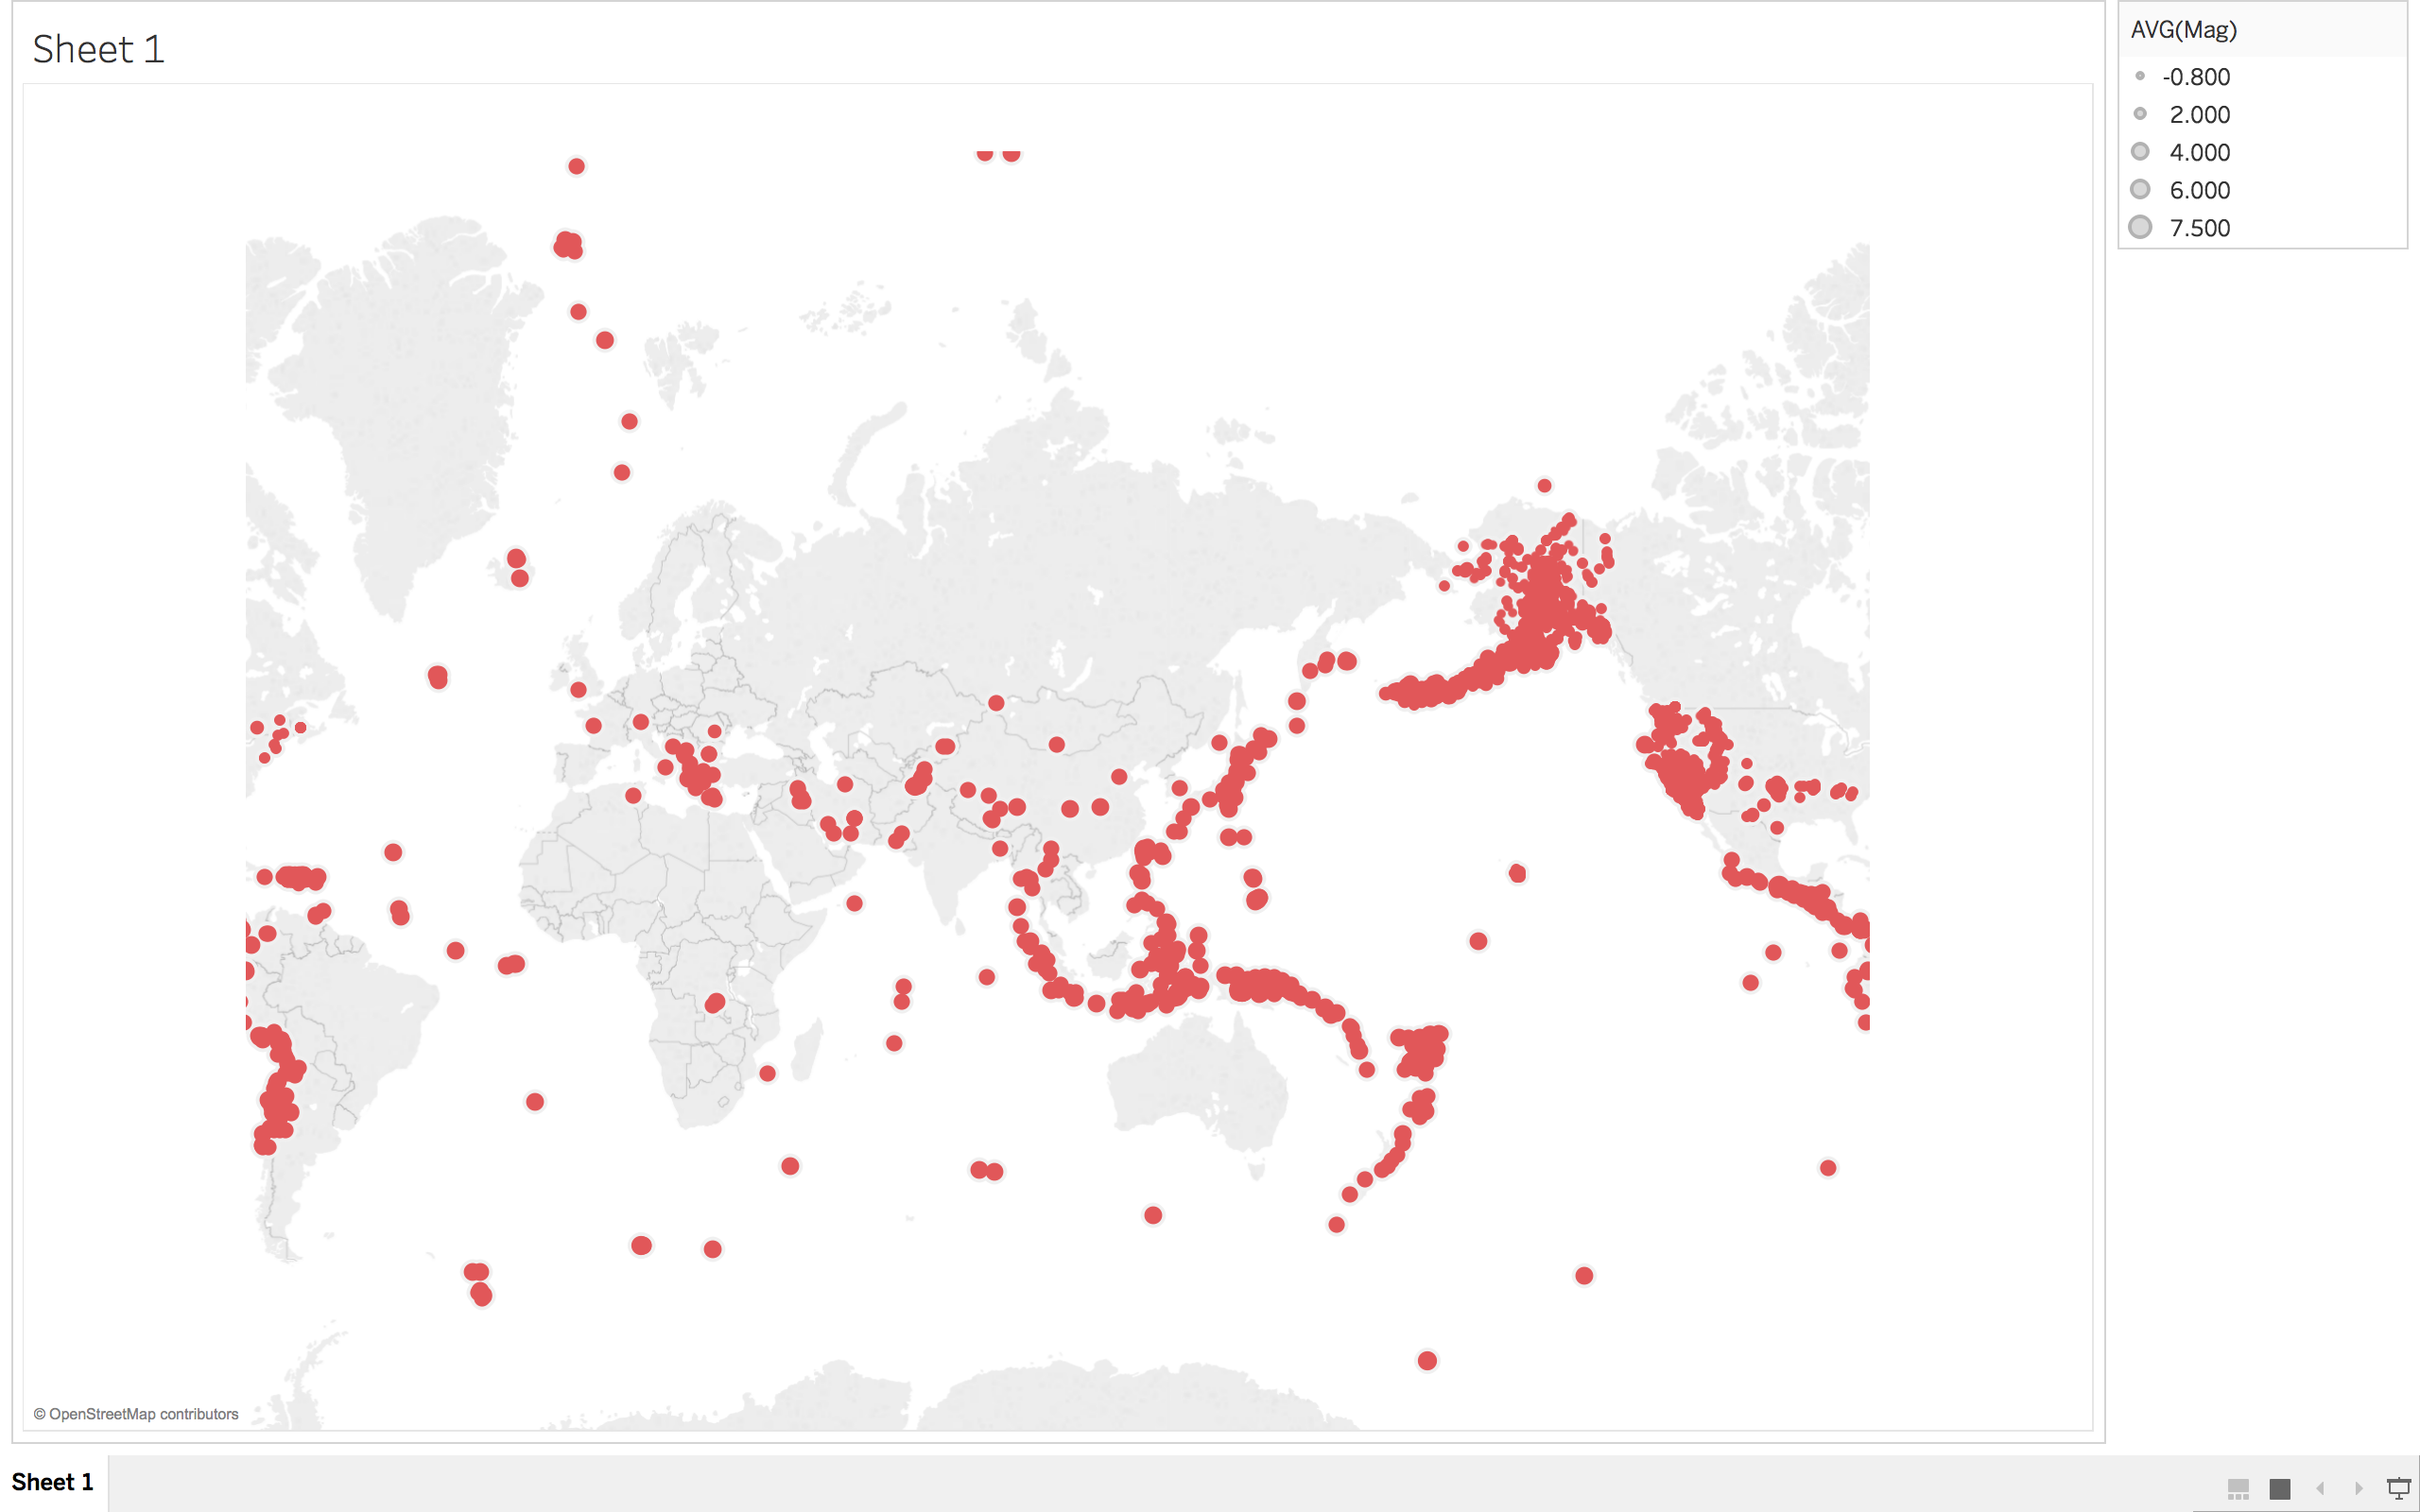 Sheet 1
AVG(Mag)
-0.800
2.000
4.000
6.000
7.500
© OpenStreetMap contributors
Sheet 1